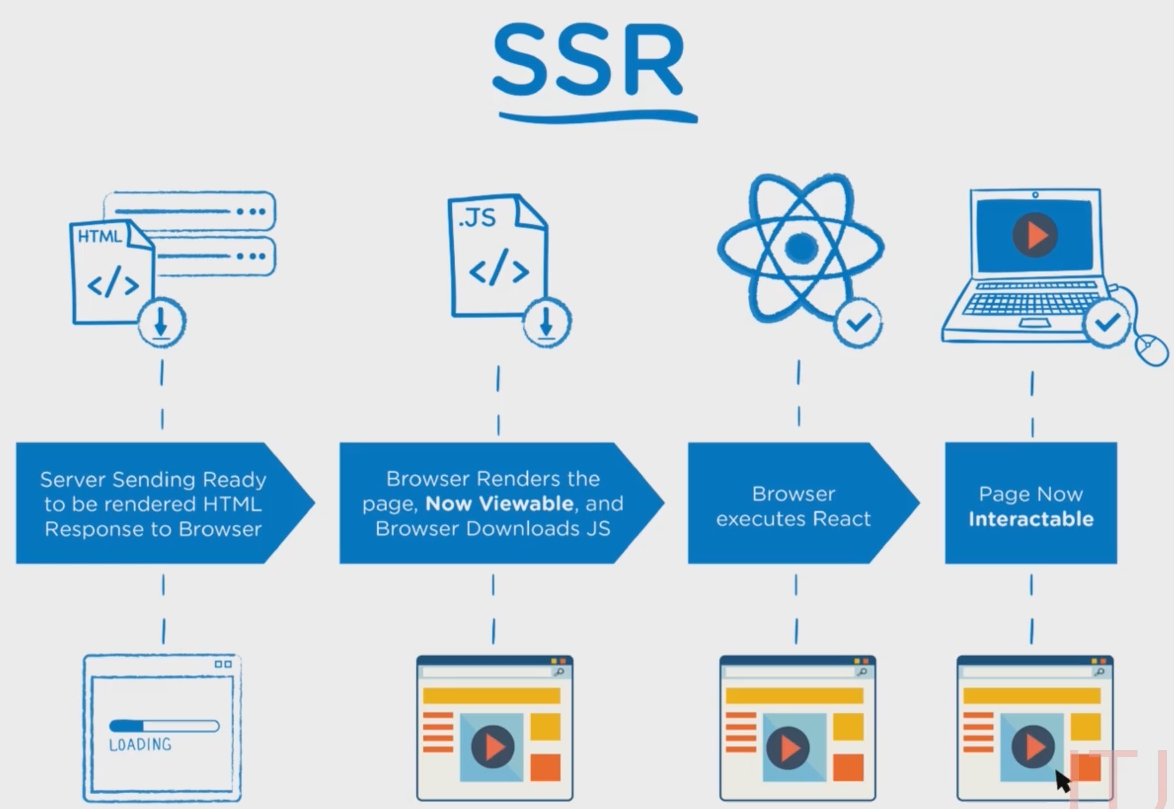 SSR
HTML
</>
.JS
</>
Server Sending Ready
to be rendered HTML
Response to Browser
Browser Renders the
page, Now Viewable, and
Browser Downloads JS
Browser
executes React
Page Now
Interactable
LOADING